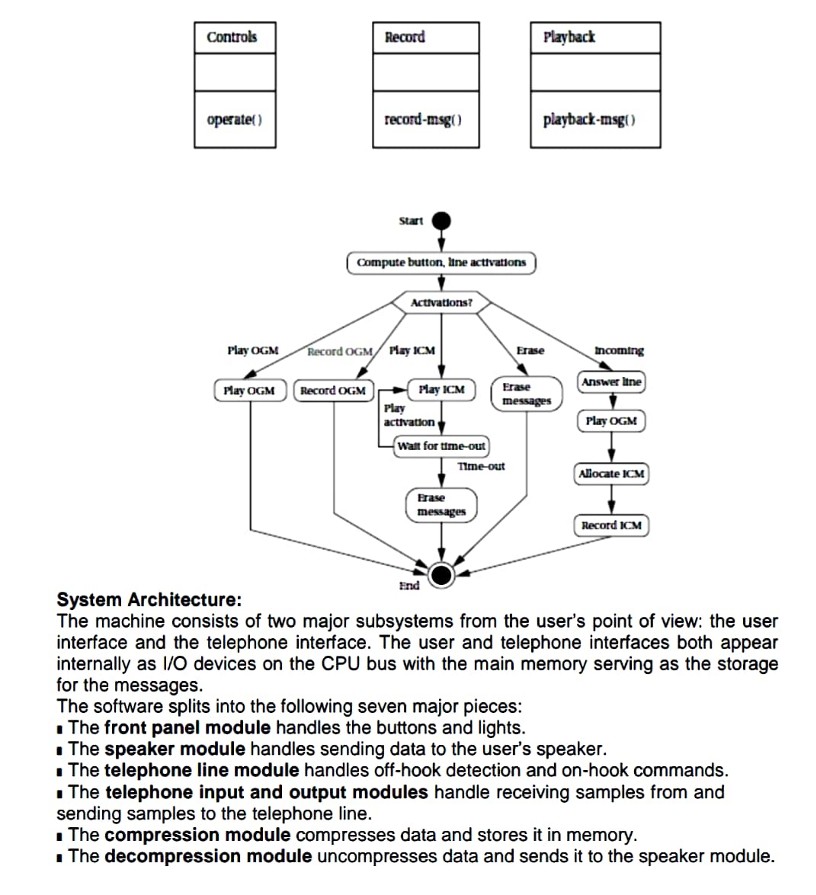 Controls
operate( )
Record
record-msg( )
Playback
playback-msg( )
Start
Compute button, line activations
Activations?
Play OGM
Record OGM
Play ICM
Erase
Incoming
Play OGM
Record OGM
Play ICM
Erase
messages
Answer line
Play
activation
Play OGM
Wait for time-out
Time-out
Allocate ICM
Erase
messages
Record ICM
End
System Architecture:
The machine consists of two major subsystems from the user's point of view: the user
interface and the telephone interface. The user and telephone interfaces both appear
internally as I/O devices on the CPU bus with the main memory serving as the storage
for the messages.
The software splits into the following seven major pieces:
▪ The front panel module handles the buttons and lights.
▪ The speaker module handles sending data to the user's speaker.
▪ The telephone line module handles off-hook detection and on-hook commands.
▪ The telephone input and output modules handle receiving samples from and
sending samples to the telephone line.
▪ The compression module compresses data and stores it in memory.
▪ The decompression module uncompresses data and sends it to the speaker module.